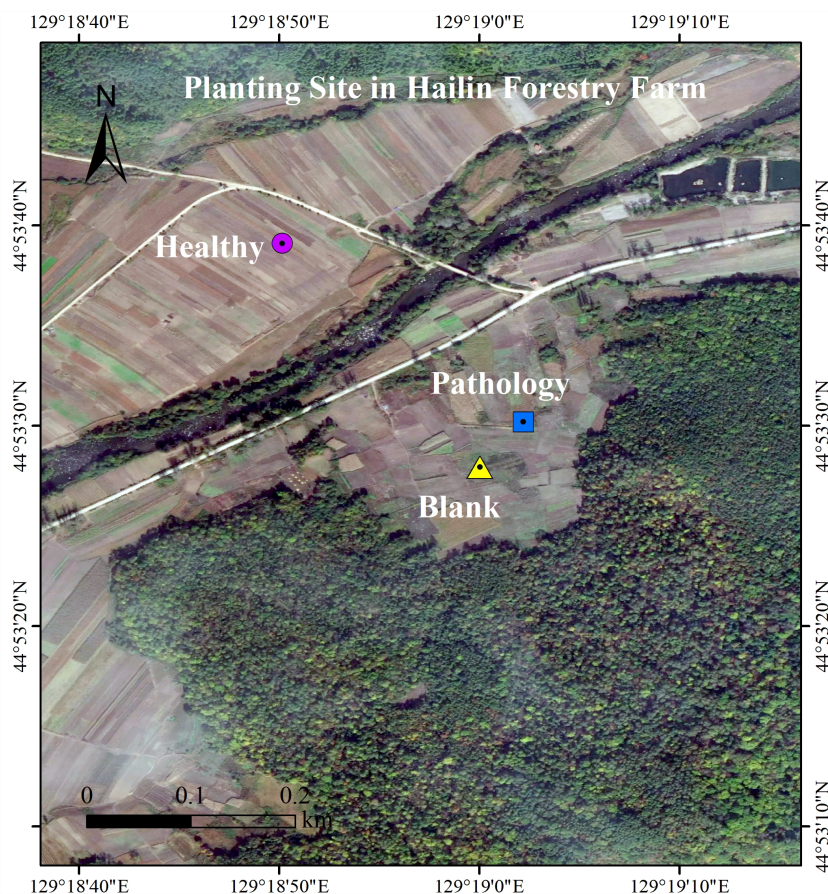 129°18'40"E 129°18'50"E 129°19'0"E 129°19'10"E
Planting Site in Hailin Forestry Farm
N
44°53'40"N 44°53'40"N
Healthy
Pathology
44°53'30"N 44°53'30"N
Blank
44°53'20"N 44°53'20"N
0 0.1 0.2
km
44°53'10"N 44°53'10"N
129°18'40"E 129°18'50"E 129°19'0"E 129°19'10"E